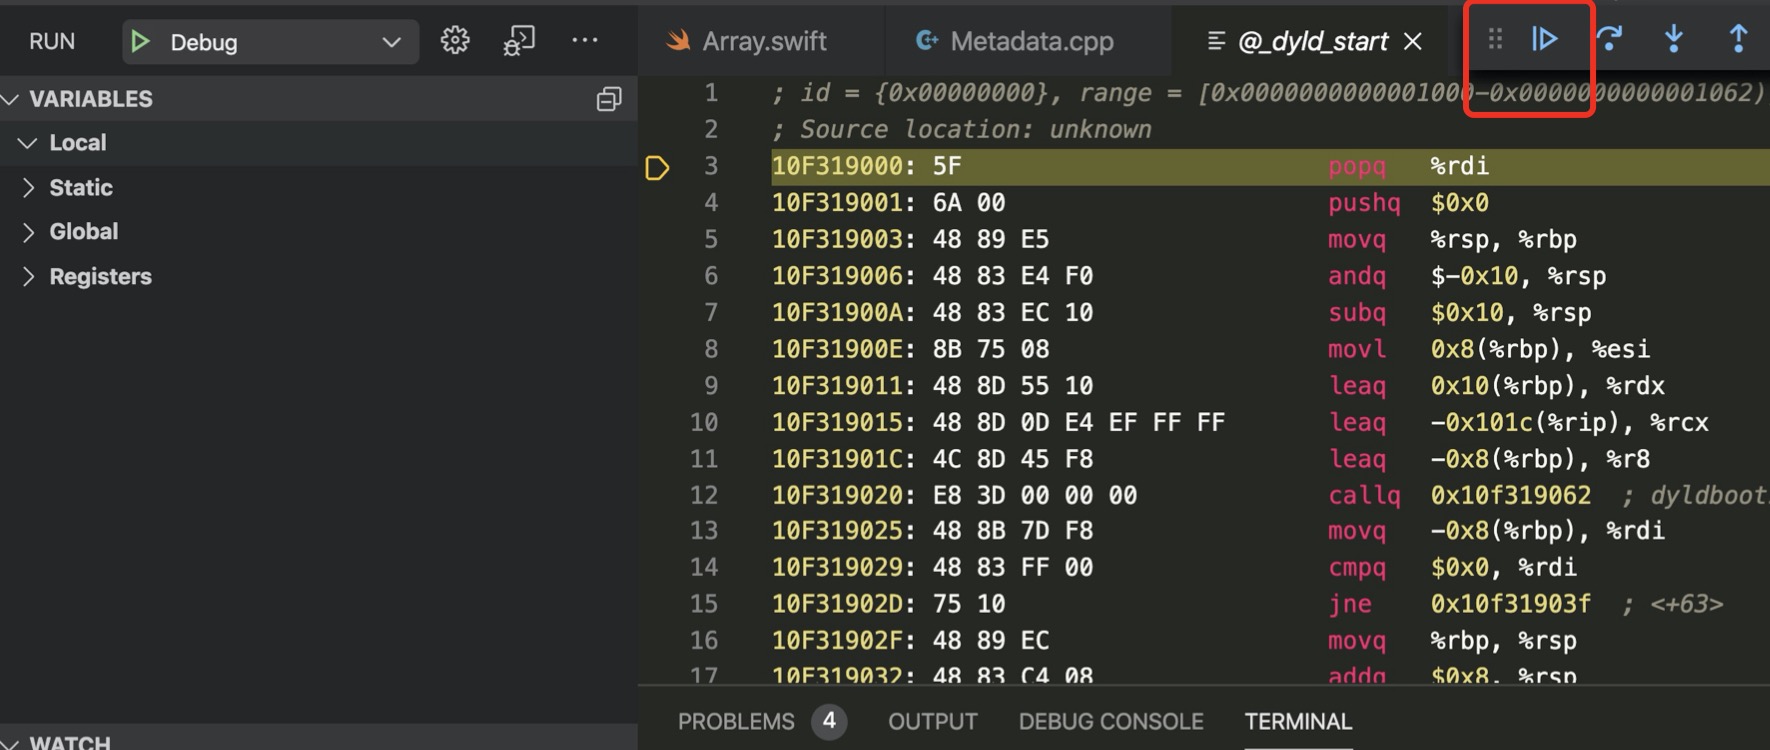 RUN
Debug
Array.swift
Metadata.cpp
@_dyld_start
VARIABLES
Local
Static
Global
Registers
WATCH
1 ; id = {0x00000000}, range = [0x0000000000001000-0x0000000000001062)
2 ; Source location: unknown
3 10F319000: 5F popq %rdi
4 10F319001: 6A 00 pushq $0x0
5 10F319003: 48 89 E5 movq %rsp, %rbp
6 10F319006: 48 83 E4 F0 andq $-0x10, %rsp
7 10F31900A: 48 83 EC 10 subq $0x10, %rsp
8 10F31900E: 8B 75 08 movl 0x8(%rbp), %esi
9 10F319011: 48 8D 55 10 leaq 0x10(%rbp), %rdx
10 10F319015: 48 8D 0D E4 EF FF FF leaq -0x101c(%rip), %rcx
11 10F31901C: 4C 8D 45 F8 leaq -0x8(%rbp), %r8
12 10F319020: E8 3D 00 00 00 callq 0x10f319062 ; dyldboot
13 10F319025: 48 8B 7D F8 movq -0x8(%rbp), %rdi
14 10F319029: 48 83 FF 00 cmpq $0x0, %rdi
15 10F31902D: 75 10 jne 0x10f31903f ; <+63>
16 10F31902F: 48 89 EC movq %rbp, %rsp
17 10F319032: 48 83 C4 08 addq $0x8, %rsp
PROBLEMS 4 OUTPUT DEBUG CONSOLE TERMINAL